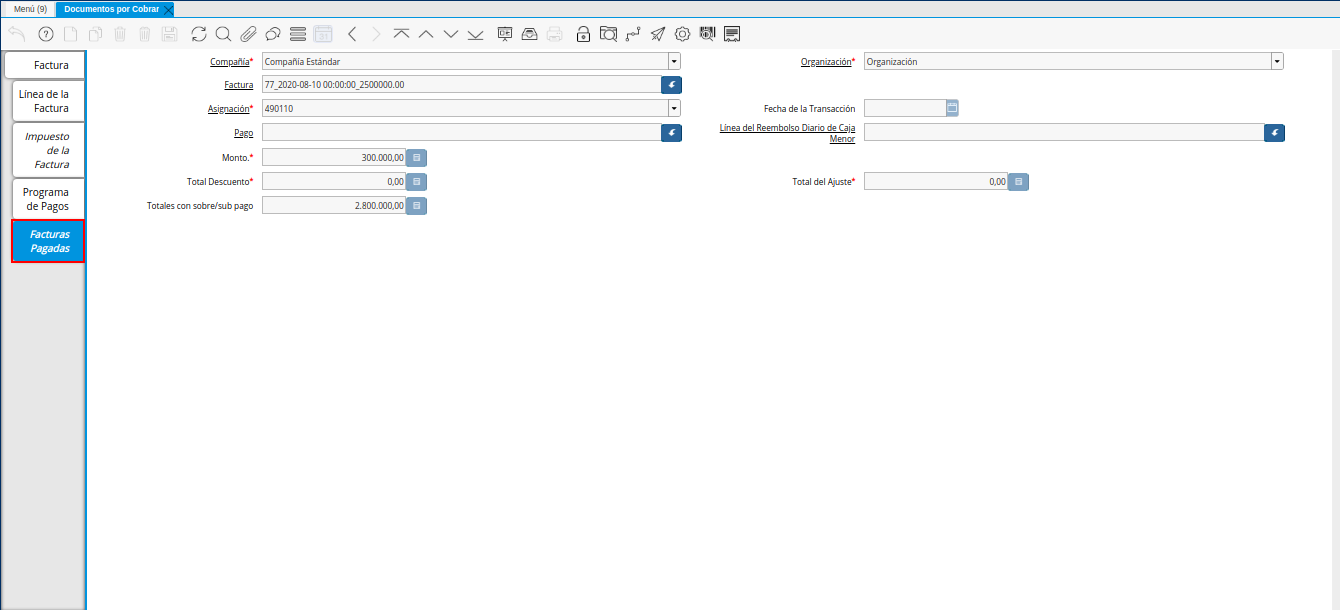 Menú (9)
Documentos por Cobrar
Factura
Línea de la
Factura
Impuesto
de la
Factura
Programa
de Pagos
Facturas
Pagadas
Compañía* Compañía Estándar
Organización* Organización
Factura 77_2020-08-10 00:00:00_2500000.00
Asignación* 490110
Fecha de la Transacción
Pago
Línea del Reembolso Diario de Caja
Menor
Monto.* 300.000,00
Total Descuento* 0,00
Total del Ajuste* 0,00
Totales con sobre/sub pago 2.800.000,00